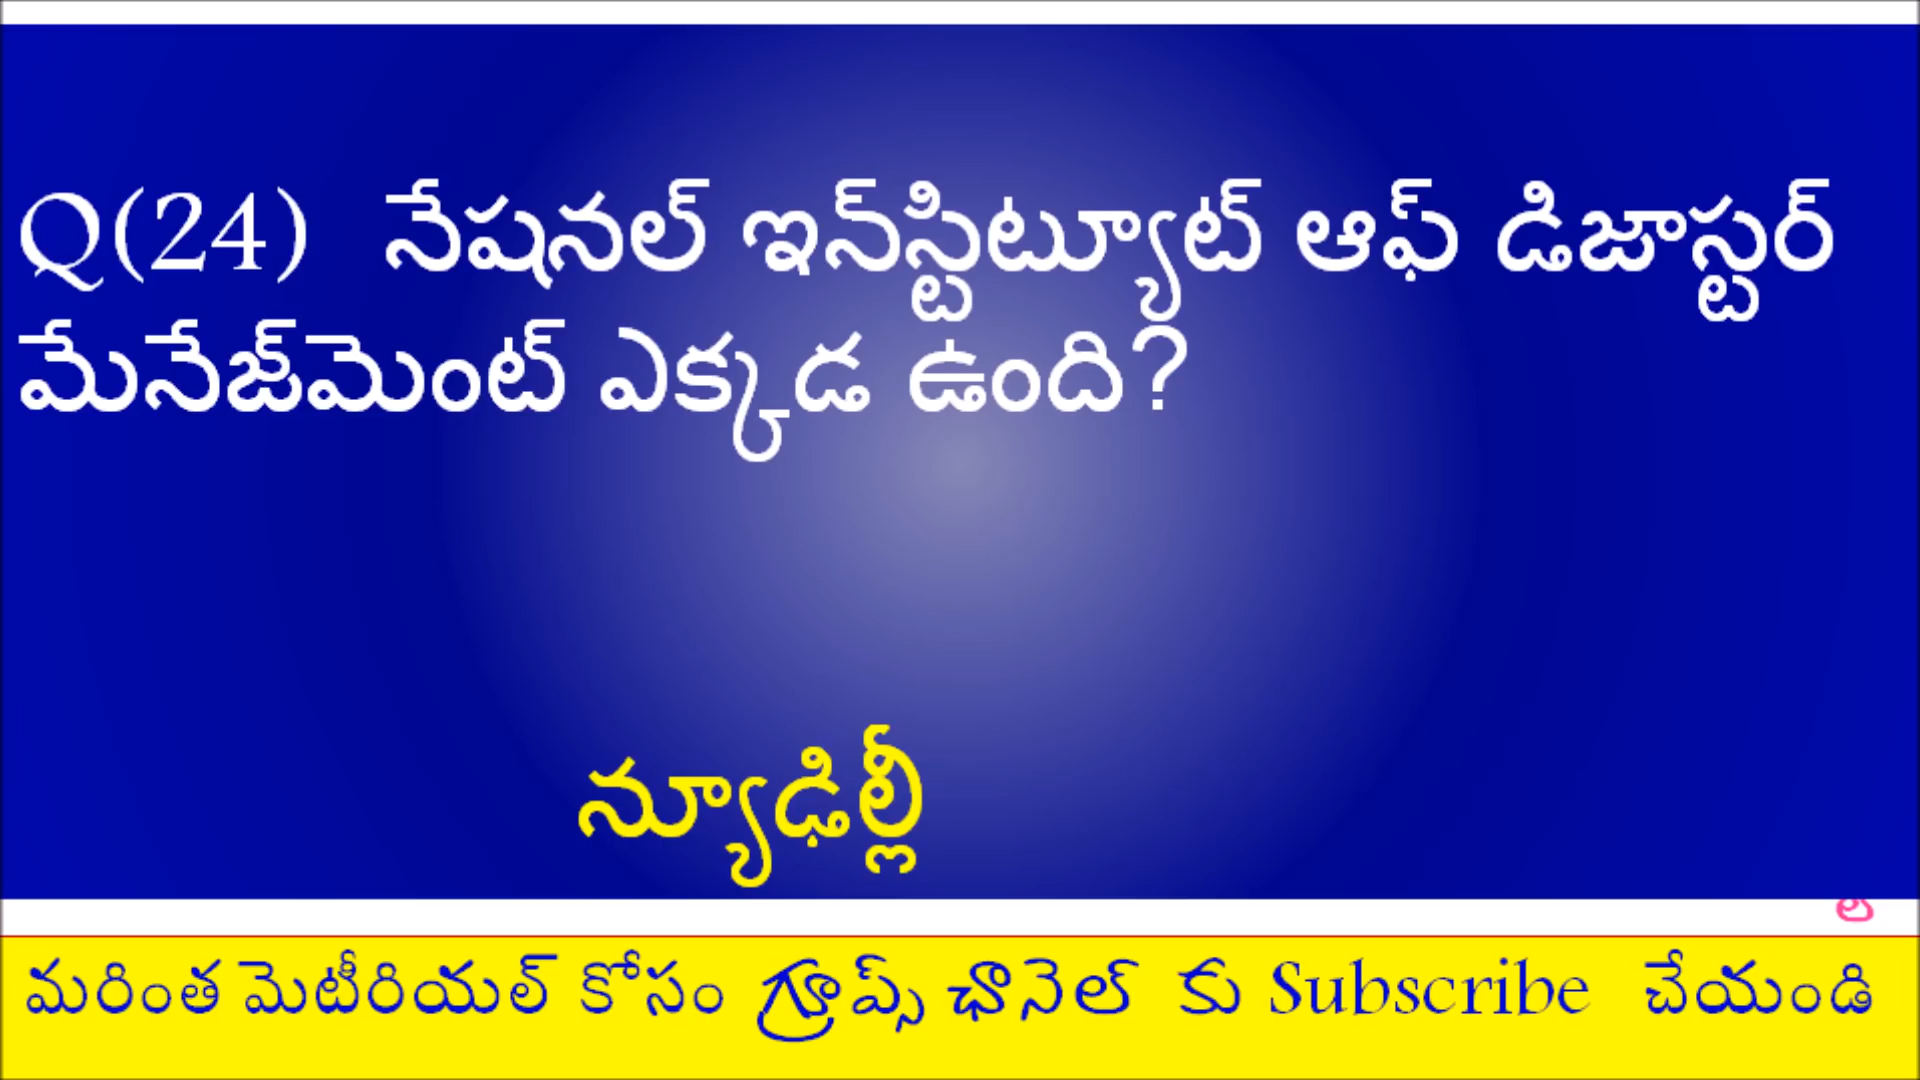 Q(24) నేషనల్ ఇన్‌స్టిట్యూట్ ఆఫ్ డిజాస్టర్
మేనేజ్‌మెంట్ ఎక్కడ ఉంది?
న్యూఢిల్లీ
మరింత మెటీరియల్ కోసం గ్రూప్స్ ఛానెల్ కు Subscribe చేయండి